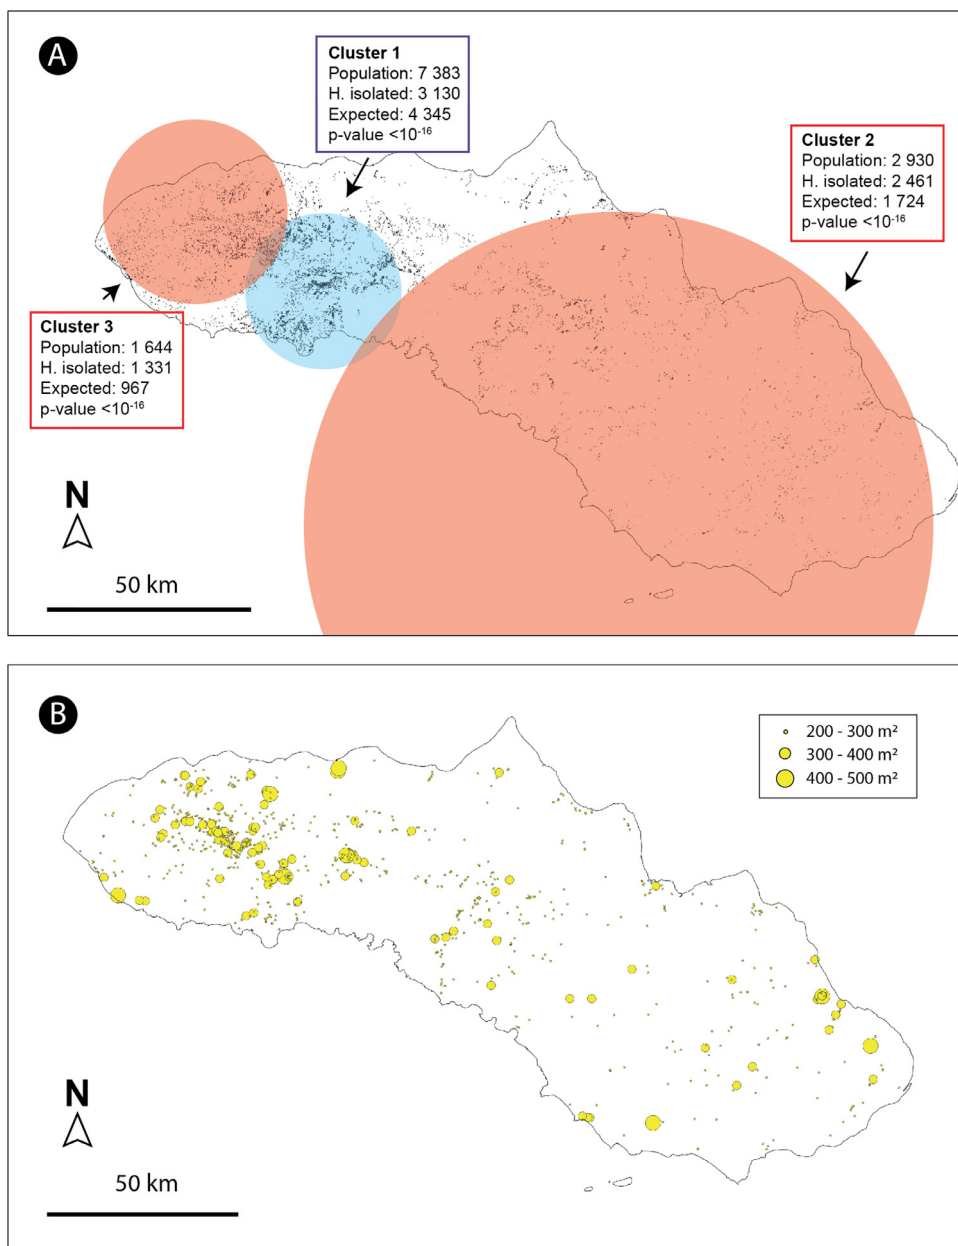 A
Cluster 1
Population: 7 383
H. isolated: 3 130
Expected: 4 345
p-value <10-16
Cluster 2
Population: 2 930
H. isolated: 2 461
Expected: 1 724
p-value <10-16
Cluster 3
Population: 1 644
H. isolated: 1 331
Expected: 967
p-value <10-16
N
50 km
B
200 - 300 m²
300 - 400 m²
400 - 500 m²
N
50 km